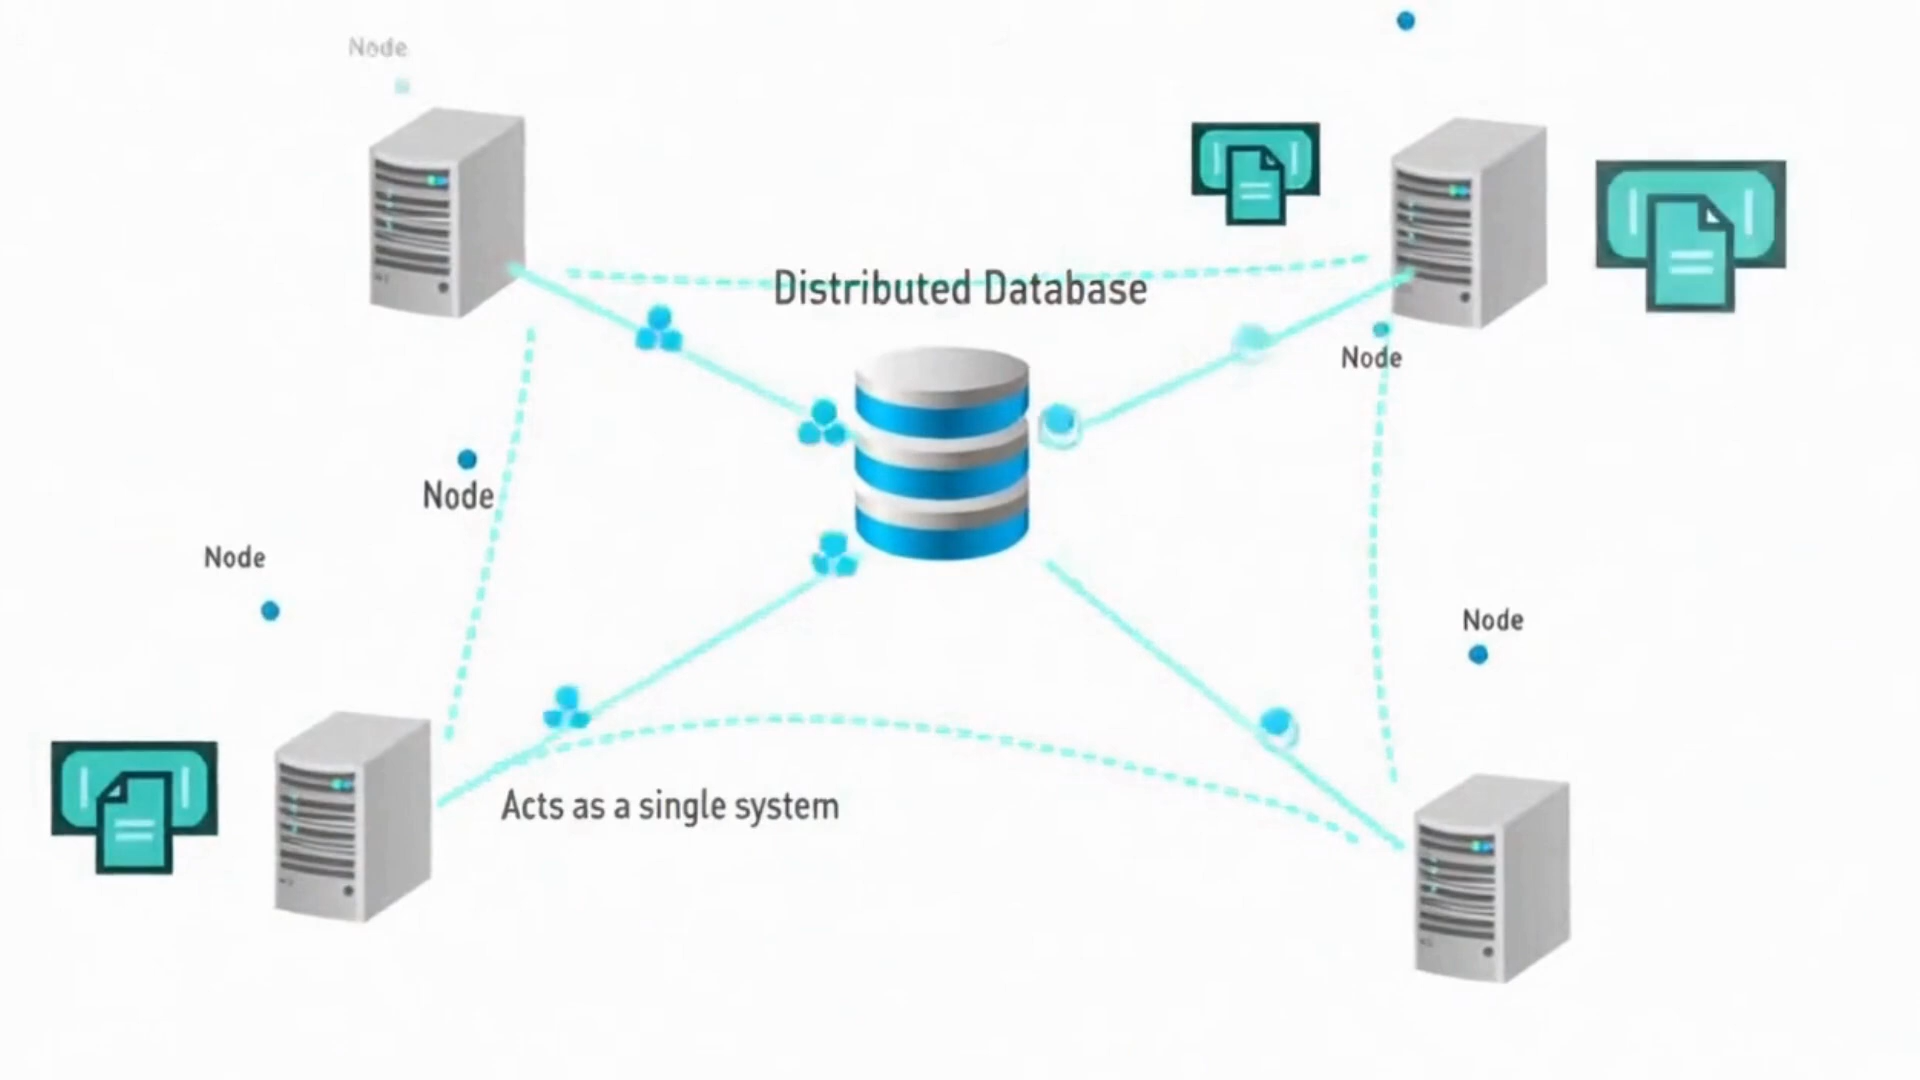 Node
Distributed Database
Node
Node
Node
Node
Acts as a single system